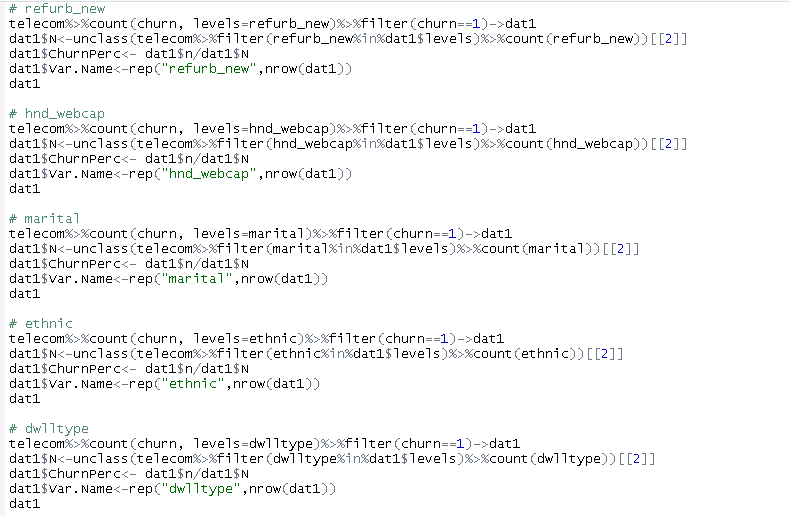 # refurb_new
telecom%>%count(churn, levels=refurb_new)%>%filter(churn==1)->dat1
dat1$N<-unclass(telecom%>%filter(refurb_new%in%dat1$levels)%>%count(refurb_new))[[2]]
dat1$ChurnPerc<- dat1$n/dat1$N
dat1$Var.Name<-rep("refurb_new",nrow(dat1))
dat1
# hnd_webcap
telecom%>%count(churn, levels=hnd_webcap)%>%filter(churn==1)->dat1
dat1$N<-unclass(telecom%>%filter(hnd_webcap%in%dat1$levels)%>%count(hnd_webcap))[[2]]
dat1$ChurnPerc<- dat1$n/dat1$N
dat1$Var.Name<-rep("hnd_webcap",nrow(dat1))
dat1
# marital
telecom%>%count(churn, levels=marital)%>%filter(churn==1)->dat1
dat1$N<-unclass(telecom%>%filter(marital%in%dat1$levels)%>%count(marital))[[2]]
dat1$ChurnPerc<- dat1$n/dat1$N
dat1$Var.Name<-rep("marital",nrow(dat1))
dat1
# ethnic
telecom%>%count(churn, levels=ethnic)%>%filter(churn==1)->dat1
dat1$N<-unclass(telecom%>%filter(ethnic%in%dat1$levels)%>%count(ethnic))[[2]]
dat1$ChurnPerc<- dat1$n/dat1$N
dat1$Var.Name<-rep("ethnic",nrow(dat1))
dat1
# dwlltype
telecom%>%count(churn, levels=dwlltype)%>%filter(churn==1)->dat1
dat1$N<-unclass(telecom%>%filter(dwlltype%in%dat1$levels)%>%count(dwlltype))[[2]]
dat1$ChurnPerc<- dat1$n/dat1$N
dat1$Var.Name<-rep("dwlltype",nrow(dat1))
dat1